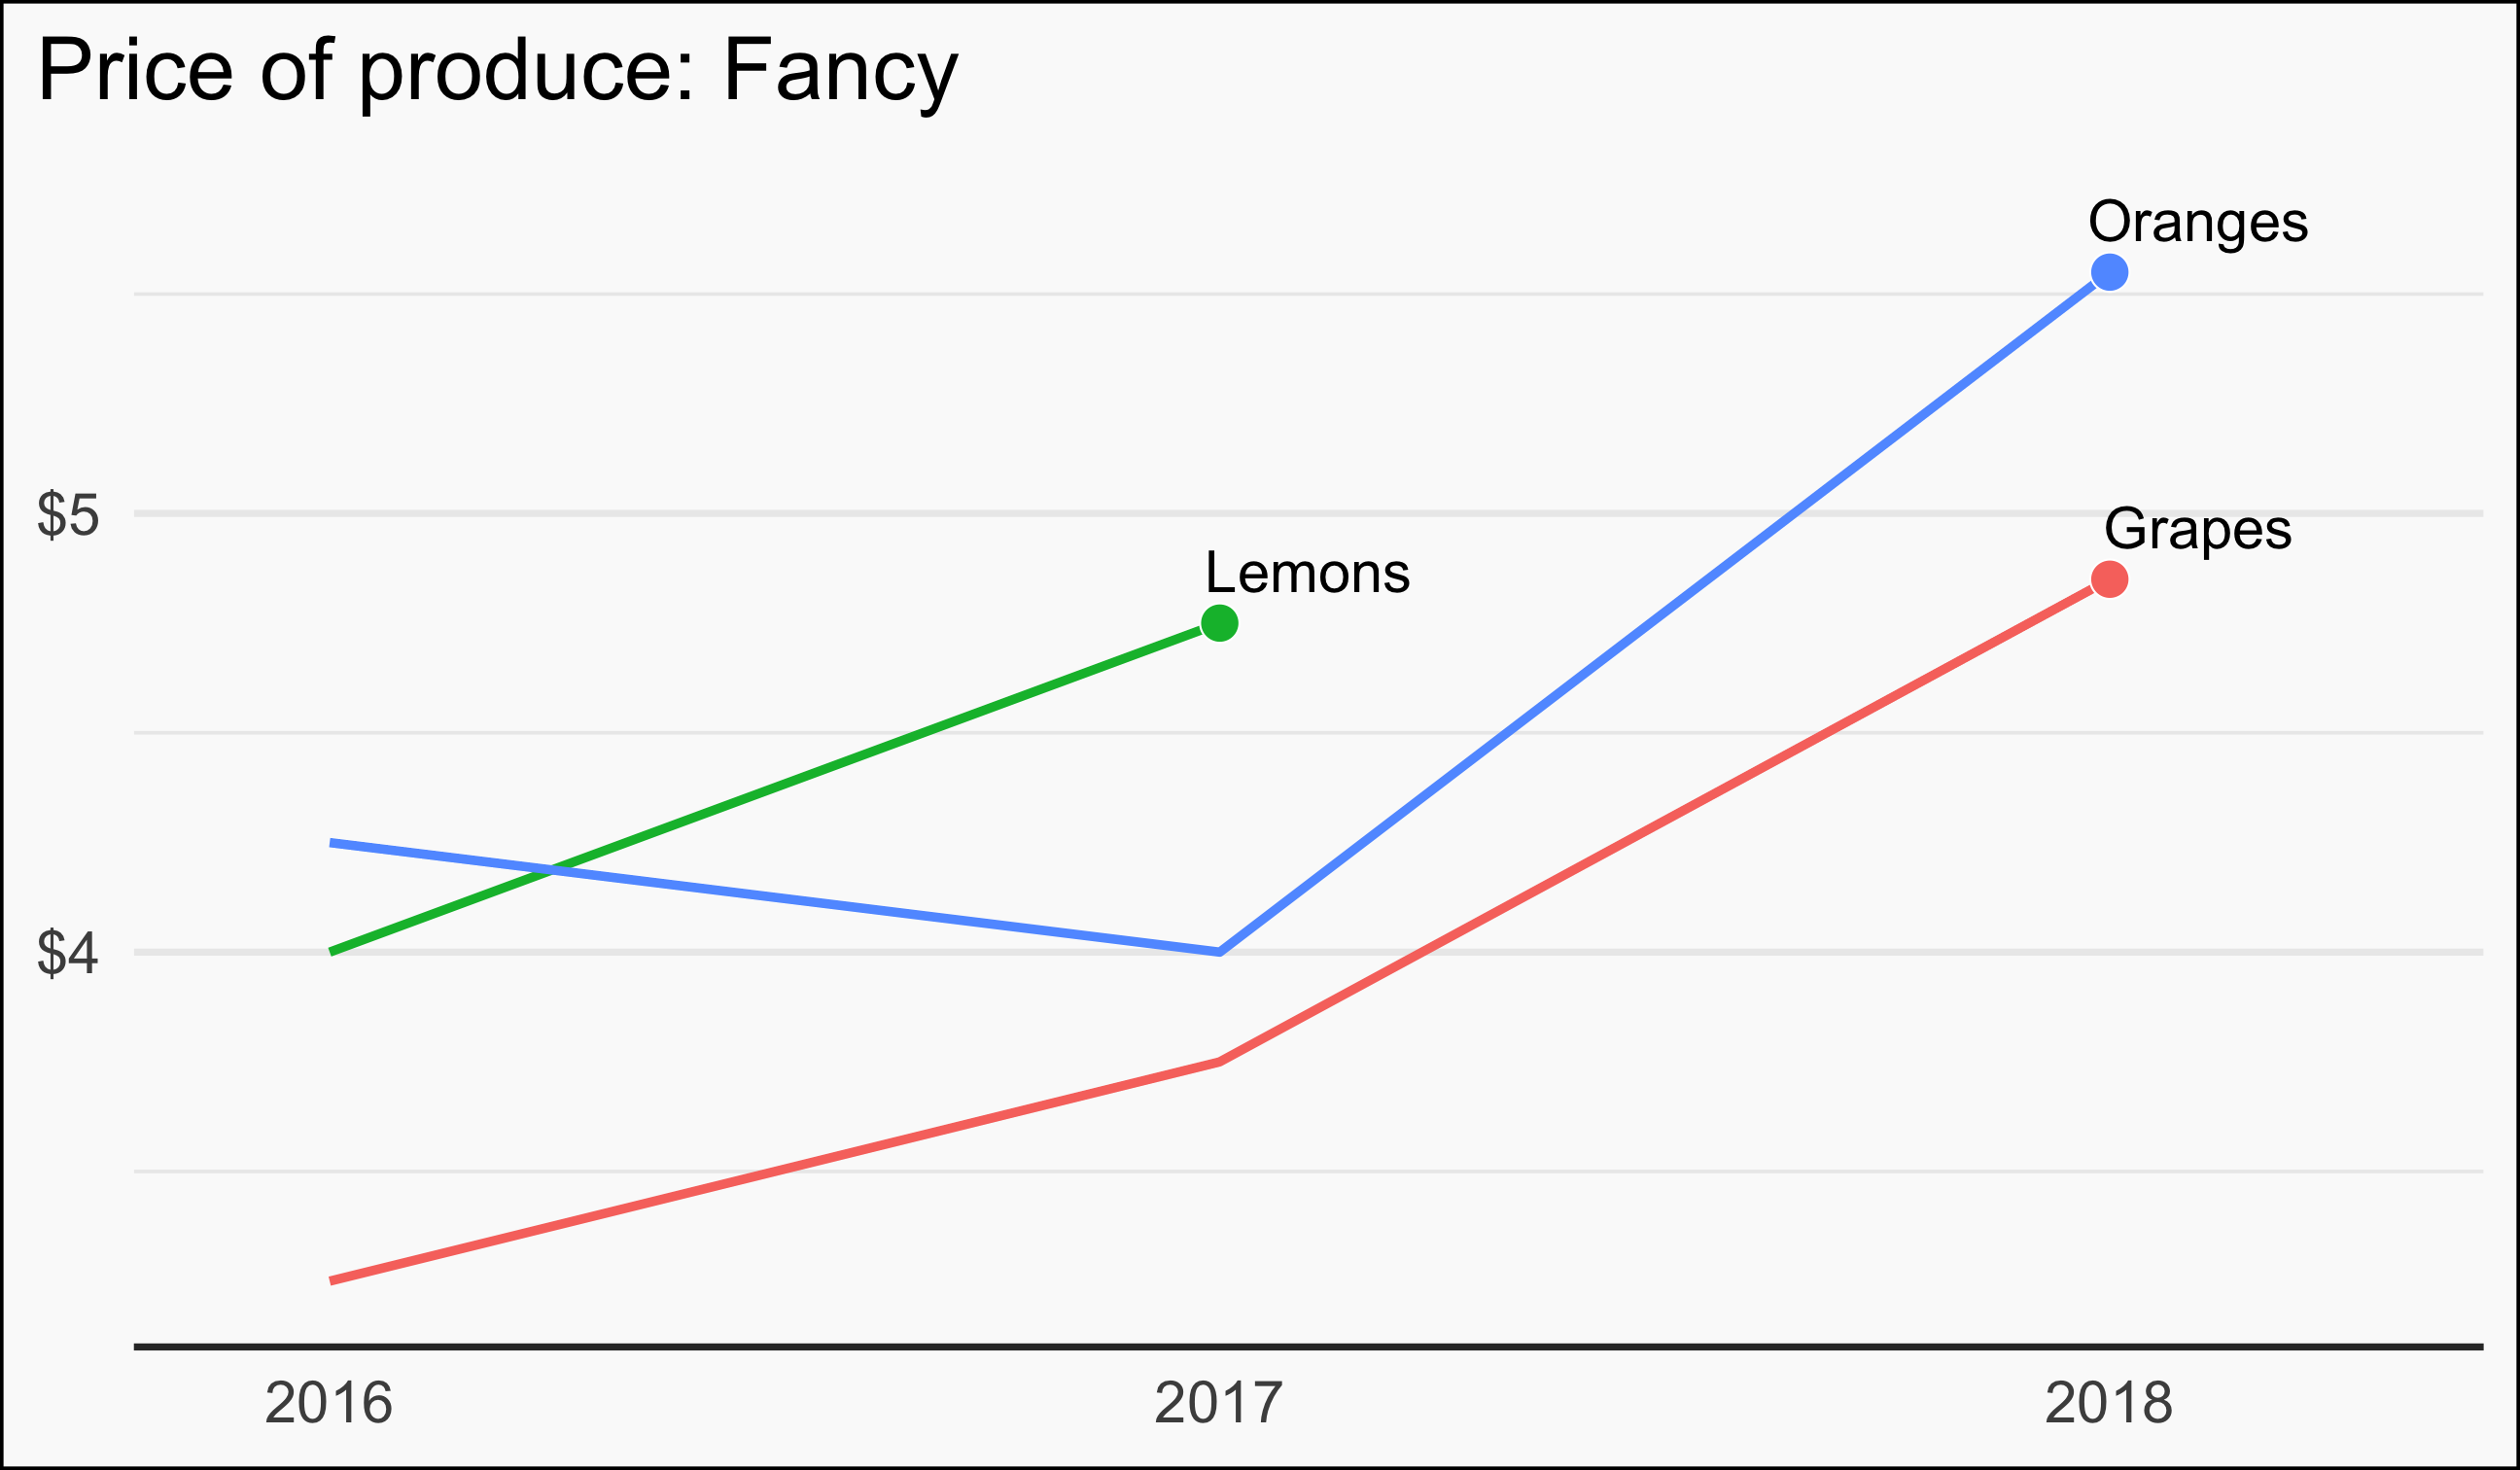 Price of produce: Fancy
Oranges
$5
Grapes
Lemons
$4
2016
2017
2018